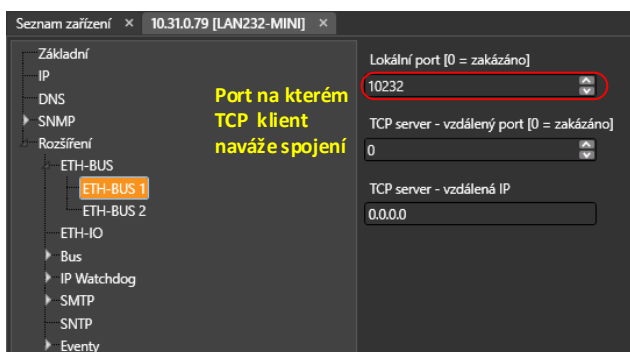 Seznam zařízení × 10.31.0.79 [LAN232-MINI] ×
Základní
IP
DNS
SNMP
Rozšíření
ETH-BUS
ETH-BUS 1
ETH-BUS 2
ETH-IO
Bus
IP Watchdog
SMTP
SNTP
Eventy
Port na kterém
TCP klient
naváže spojení
Lokální port [0 = zakázáno]
10232
TCP server - vzdálený port [0 = zakázáno]
0
TCP server - vzdálená IP
0.0.0.0